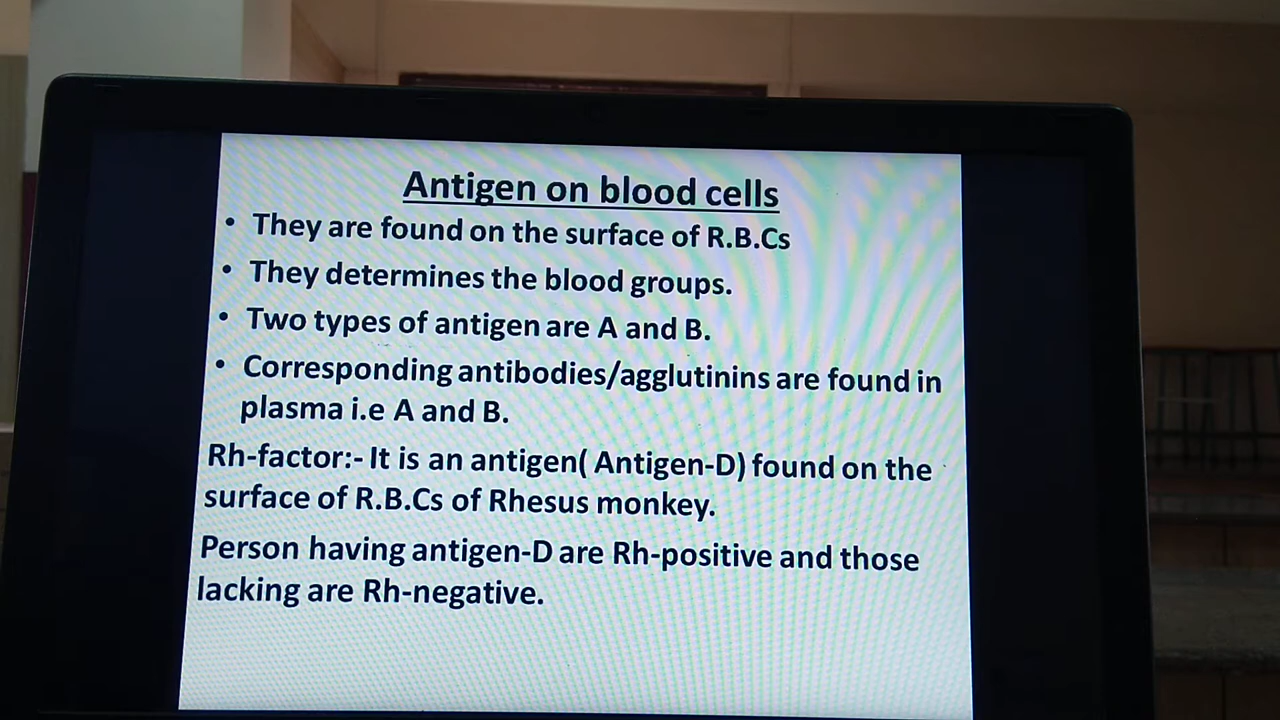 Antigen on blood cells
• They are found on the surface of R.B.Cs
• They determines the blood groups.
• Two types of antigen are A and B.
• Corresponding antibodies/agglutinins are found in
plasma i.e A and B.
Rh-factor:- It is an antigen( Antigen-D) found on the
surface of R.B.Cs of Rhesus monkey.
Person having antigen-D are Rh-positive and those
lacking are Rh-negative.